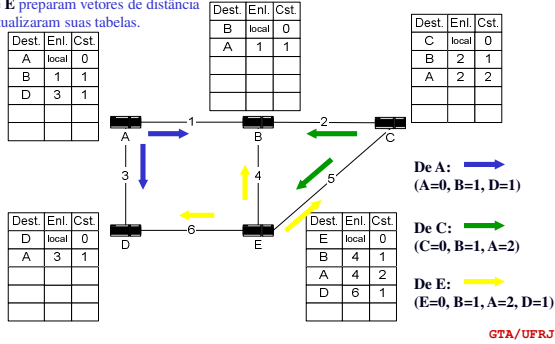 E preparam vetores de distância
tualizaram suas tabelas.
Dest. Enl. Cst.
A local 0
B 1 1
D 3 1
Dest. Enl. Cst.
B local 0
A 1 1
Dest. Enl. Cst.
C local 0
B 2 1
A 2 2
1
2
A
B
C
3
4
5
6
D
E
De A:
(A=0, B=1, D=1)
De C:
(C=0, B=1, A=2)
De E:
(E=0, B=1, A=2, D=1)
Dest. Enl. Cst.
D local 0
A 3 1
Dest. Enl. Cst.
E local 0
B 4 1
A 4 2
D 6 1
GTA/UFRJ